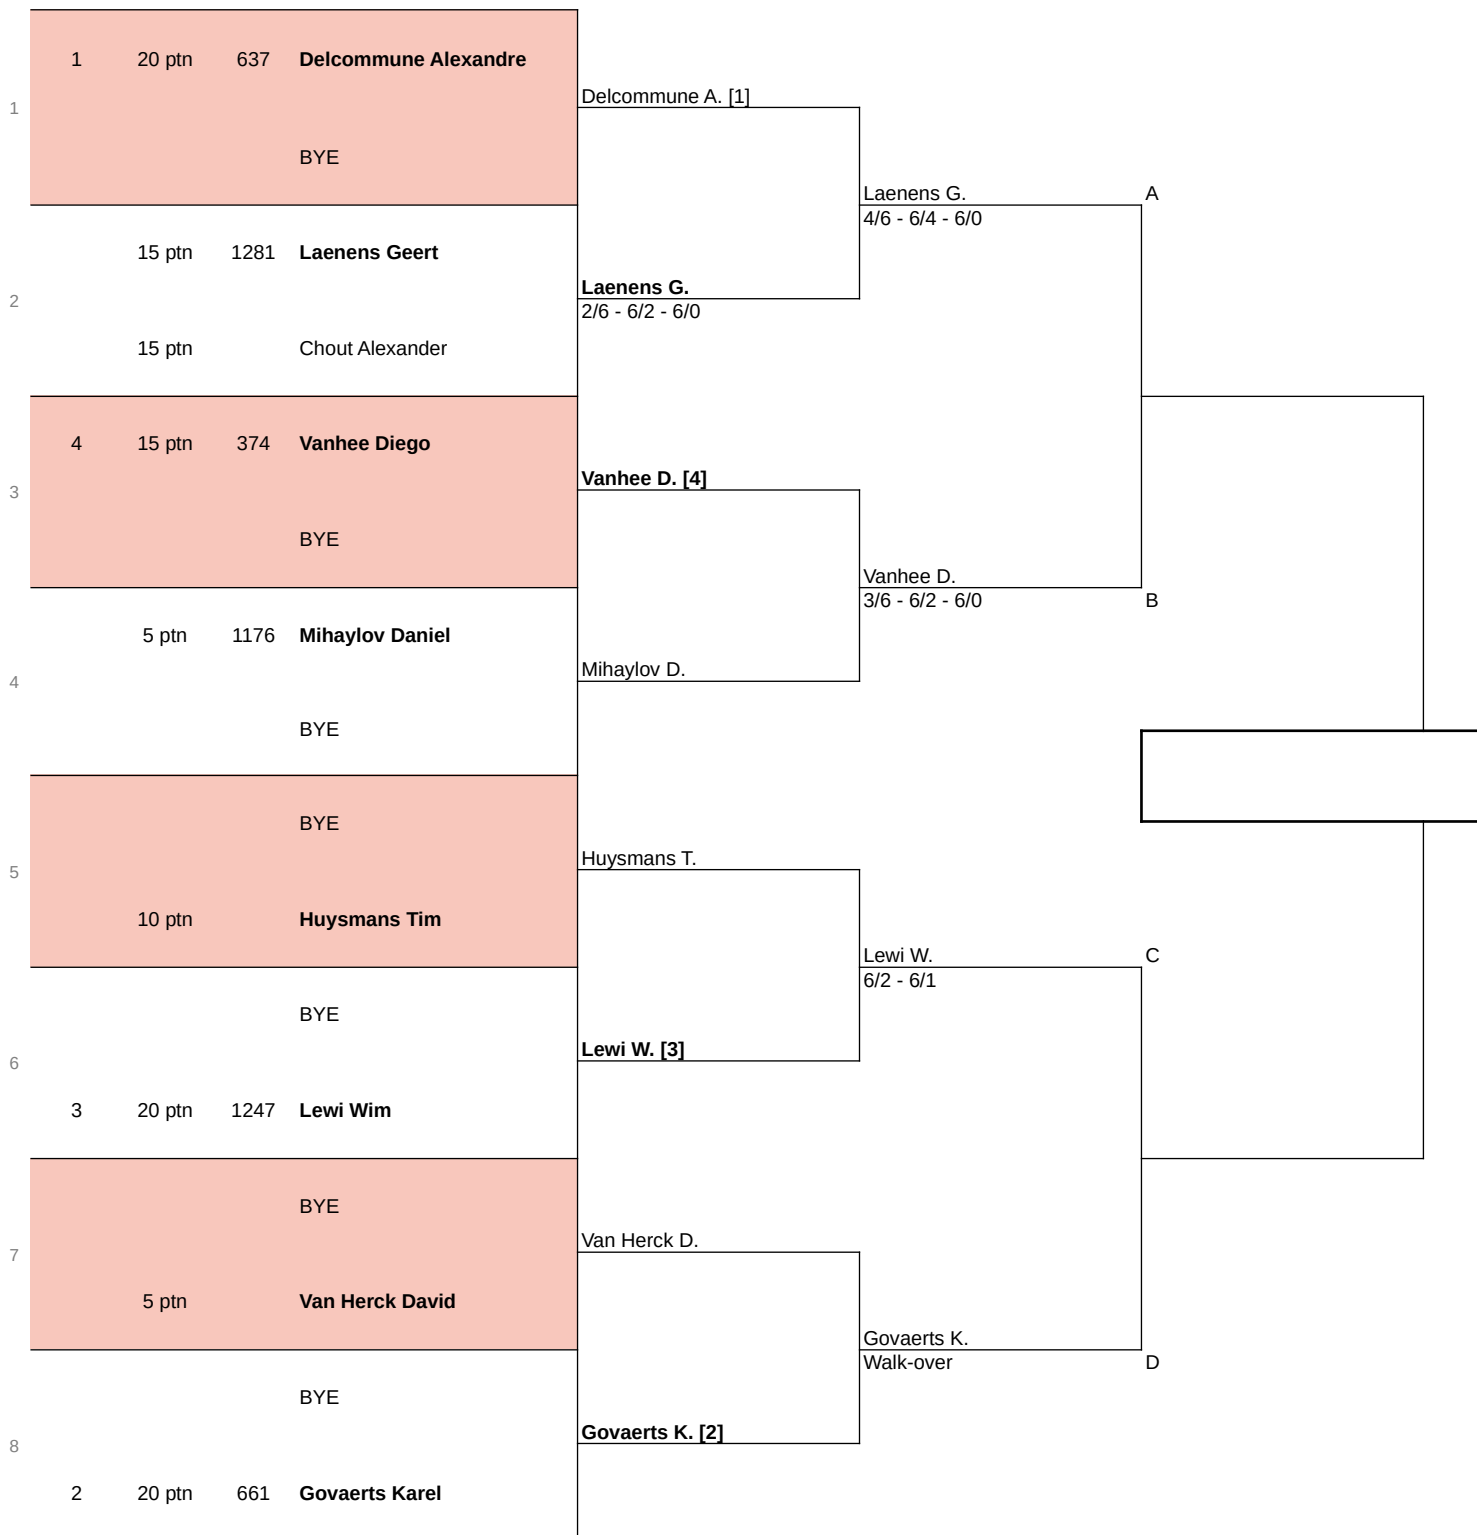 1 20 ptn 637 Delcommune Alexandre
Delcommune A. [1]
1
BYE
Laenens G. A
4/6 - 6/4 - 6/0
15 ptn 1281 Laenens Geert
Laenens G.
2
2/6 - 6/2 - 6/0
15 ptn Chout Alexander
4 15 ptn 374 Vanhee Diego
Vanhee D. [4]
3
BYE
Vanhee D.
3/6 - 6/2 - 6/0 B
5 ptn 1176 Mihaylov Daniel
Mihaylov D.
4
BYE
BYE
Huysmans T.
5
10 ptn Huysmans Tim
Lewi W. C
6/2 - 6/1
BYE
Lewi W. [3]
6
3 20 ptn 1247 Lewi Wim
BYE
Van Herck D.
7
5 ptn Van Herck David
Govaerts K.
Walk-over D
BYE
Govaerts K. [2]
8
2 20 ptn 661 Govaerts Karel